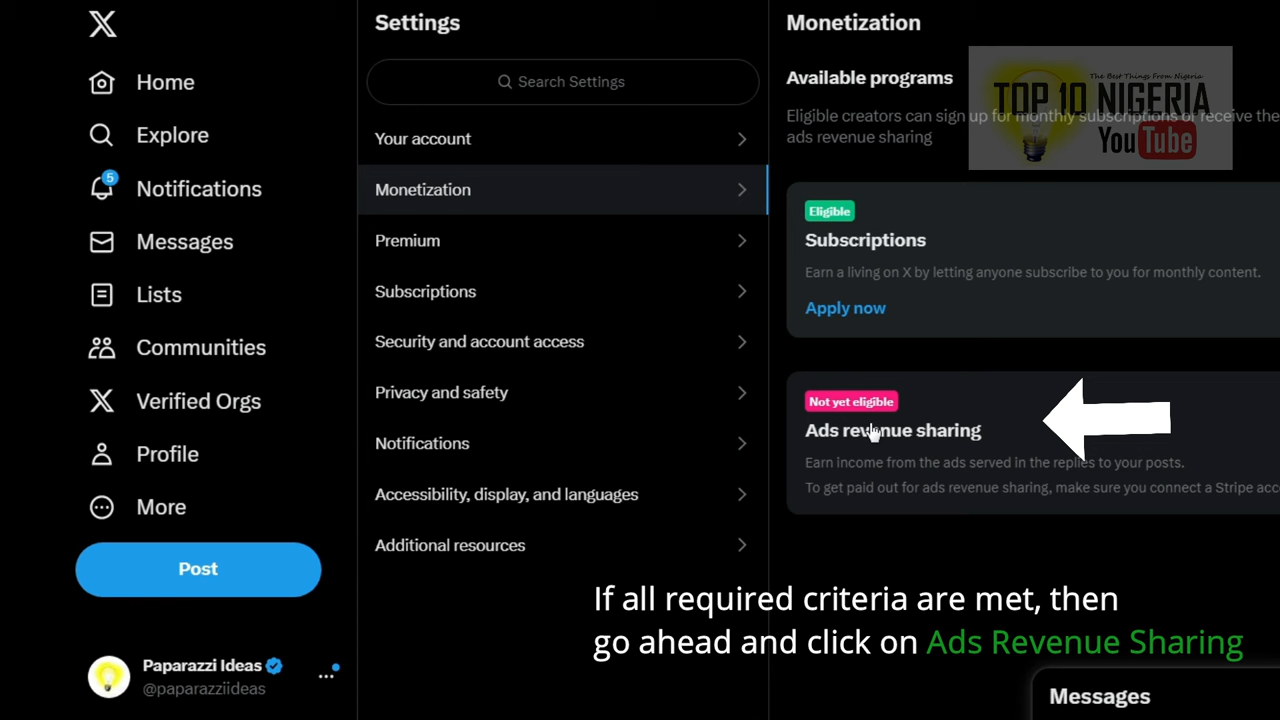 Home
Explore
5
Notifications
Messages
Lists
Communities
Verified Orgs
Profile
More
Post
Paparazzi Ideas
@paparazziideas
Settings
Search Settings
Your account
Monetization
Premium
Subscriptions
Security and account access
Privacy and safety
Notifications
Accessibility, display, and languages
Additional resources
Monetization
Available programs
Eligible creators can sign up for monthly subscriptions or receive the
ads revenue sharing
The Best Things From Nigeria
TOP 10 NIGERIA
YouTube
Eligible
Subscriptions
Earn a living on X by letting anyone subscribe to you for monthly content.
Apply now
Not yet eligible
Ads revenue sharing
Earn income from the ads served in the replies to your posts.
To get paid out for ads revenue sharing, make sure you connect a Stripe acc
If all required criteria are met, then
go ahead and click on Ads Revenue Sharing
Messages